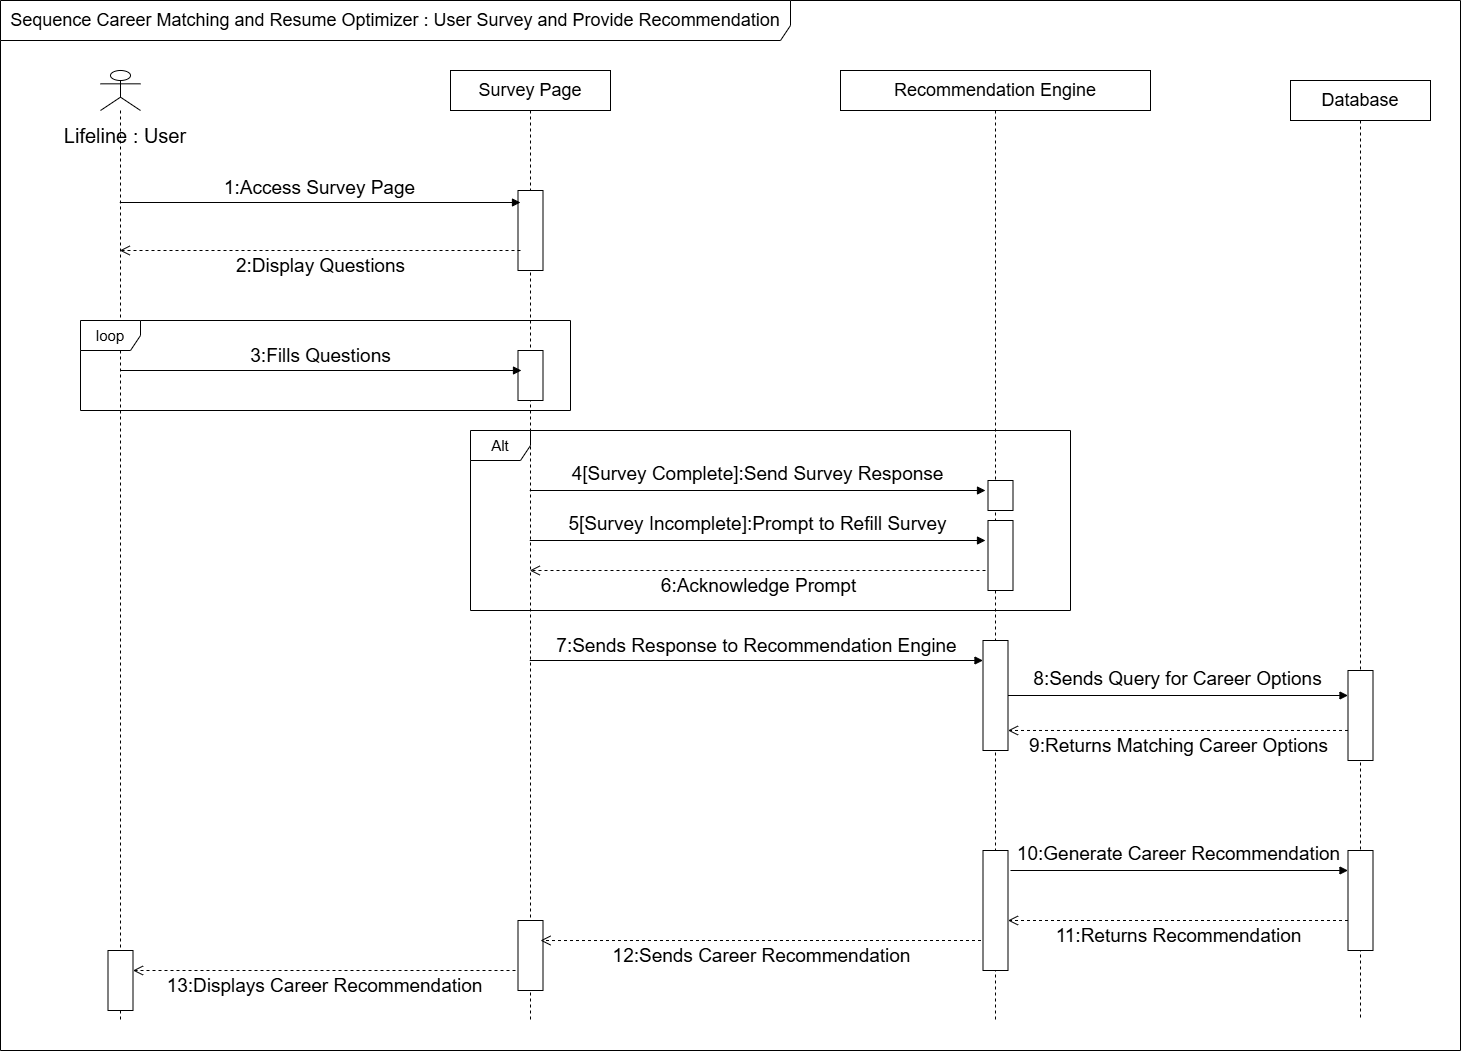 Sequence Career Matching and Resume Optimizer : User Survey and Provide Recommendation
Survey Page
Recommendation Engine
Database
Lifeline : User
1:Access Survey Page
2:Display Questions
loop
3:Fills Questions
Alt
4[Survey Complete]:Send Survey Response
5[Survey Incomplete]:Prompt to Refill Survey
6:Acknowledge Prompt
7:Sends Response to Recommendation Engine
8:Sends Query for Career Options
9:Returns Matching Career Options
10:Generate Career Recommendation
11:Returns Recommendation
12:Sends Career Recommendation
13:Displays Career Recommendation